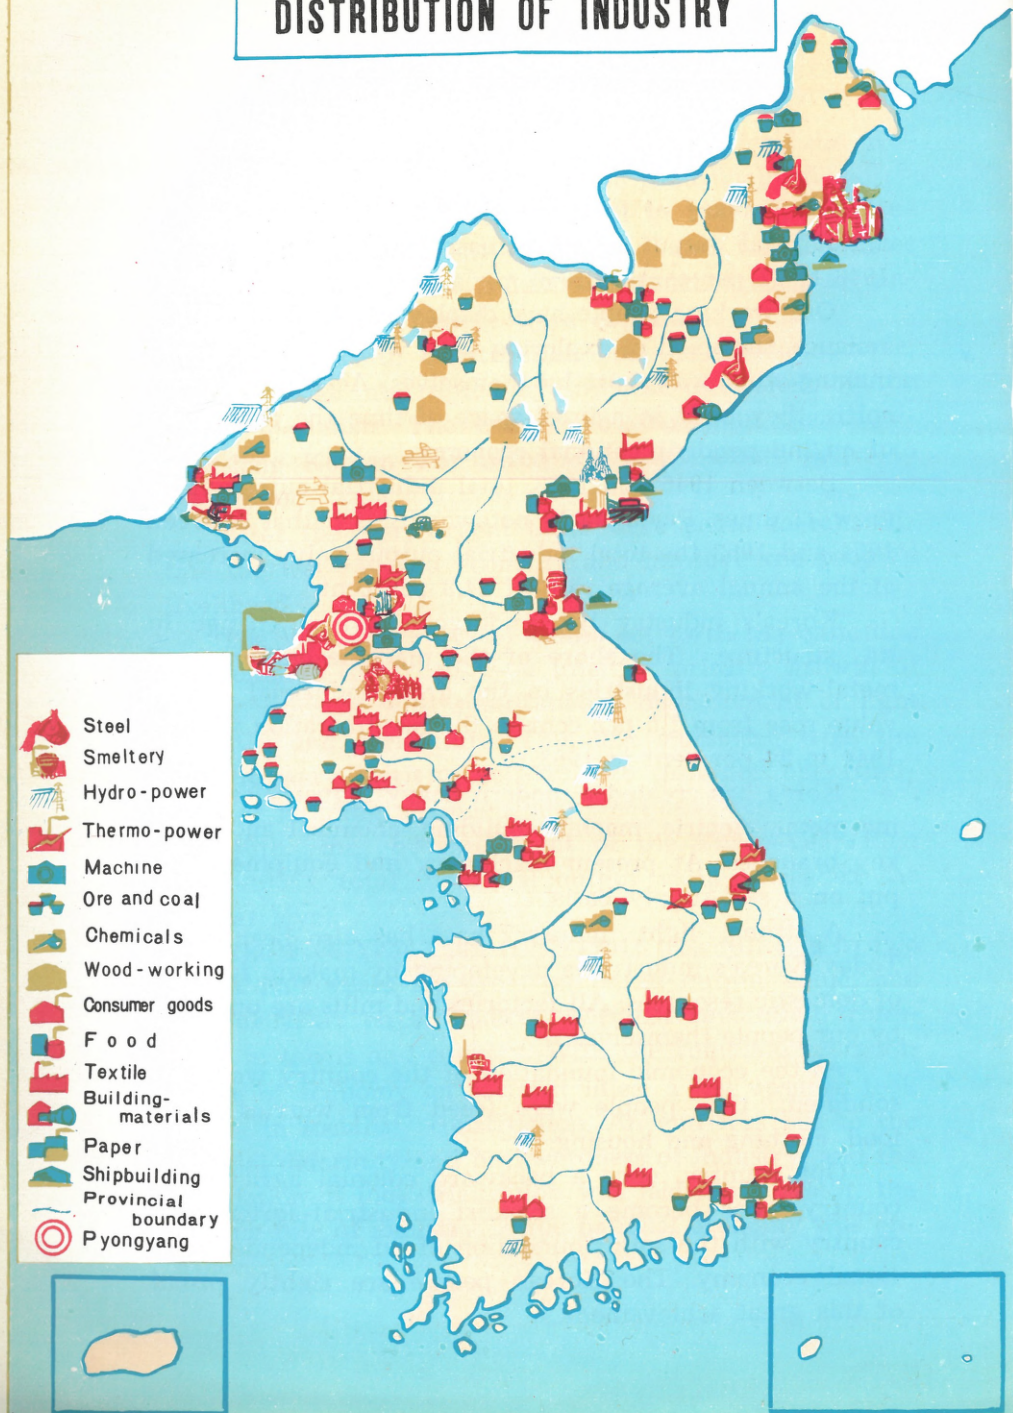 DISTRIBUTION OF INDUSTRY
Steel
Smeltery
Hydro-power
Thermo-power
Machine
Ore and coal
Chemicals
Wood-working
Consumer goods
Food
Textile
Building-
materials
Paper
Shipbuilding
Provincial
boundary
Pyongyang